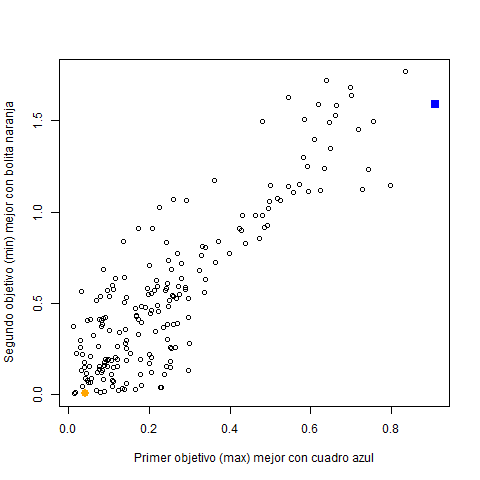 Segundo objetivo (min) mejor con bolita naranja
1.5
1.0
0.5
0.0
0.0 0.2 0.4 0.6 0.8
Primer objetivo (max) mejor con cuadro azul